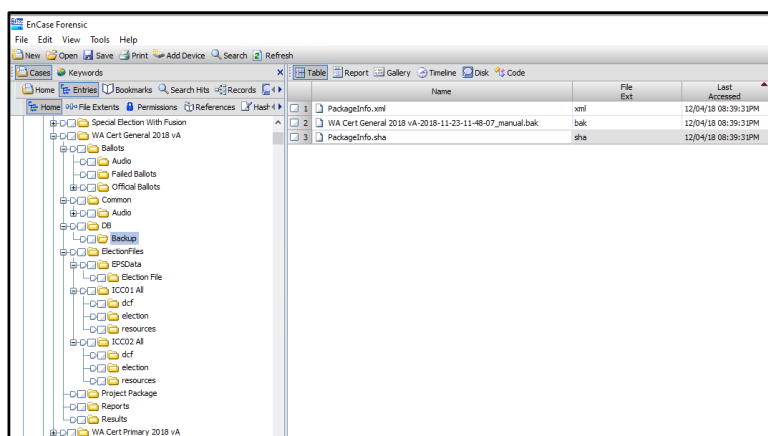 EnCase Forensic
File Edit View Tools Help
New Open Save Print Add Device Search Refresh
Cases Keywords
Home Entries Bookmarks Search Hits Records
Home File Extents Permissions References Hash
Special Election With Fusion
WA Cert General 2018 vA
Ballots
Audio
Failed Ballots
Official Ballots
Common
Audio
DB
Backup
ElectionFiles
EPSData
Election File
ICC01 All
dcf
election
resources
ICC02 All
dcf
election
resources
Project Package
Reports
Results
WA Cert Primary 2018 vA
Table Report Gallery Timeline Disk Code
Name File Ext Last Accessed
1 PackageInfo.xml xml 12/04/18 08:39:31PM
2 WA Cert General 2018 vA-2018-11-23-11-48-07_manual.bak bak 12/04/18 08:39:31PM
3 PackageInfo.sha sha 12/04/18 08:39:31PM